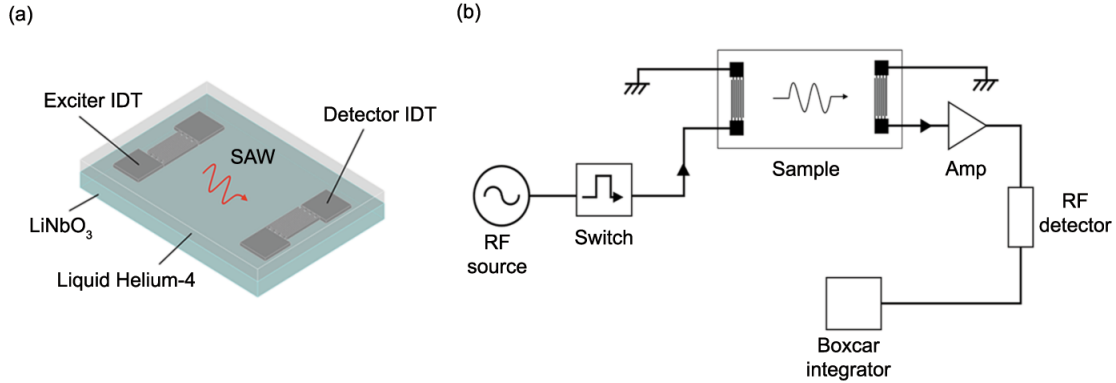 (a)
Exciter IDT
Detector IDT
SAW
LiNbO₃
Liquid Helium-4
(b)
Sample
Amp
RF
source
Switch
RF
detector
Boxcar
integrator